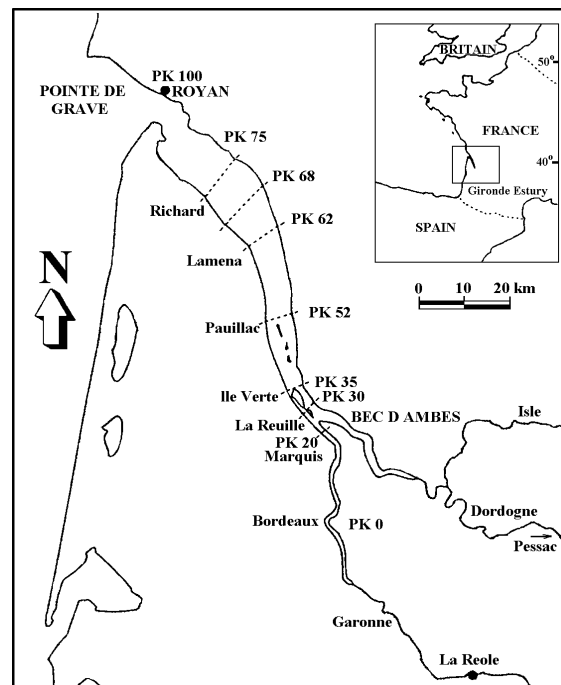 PK 100
ROYAN
POINTE DE
GRAVE
PK 75
PK 68
Richard
PK 62
Lamena
N
PK 52
Pauillac
PK 35
Ile Verte
PK 30
La Reuille
BEC D AMBES
Isle
PK 20
Marquis
Dordogne
Bordeaux
PK 0
Pessac
Garonne
La Reole
BRITAIN
50°
FRANCE
40°
Gironde Estury
SPAIN
0 10 20 km